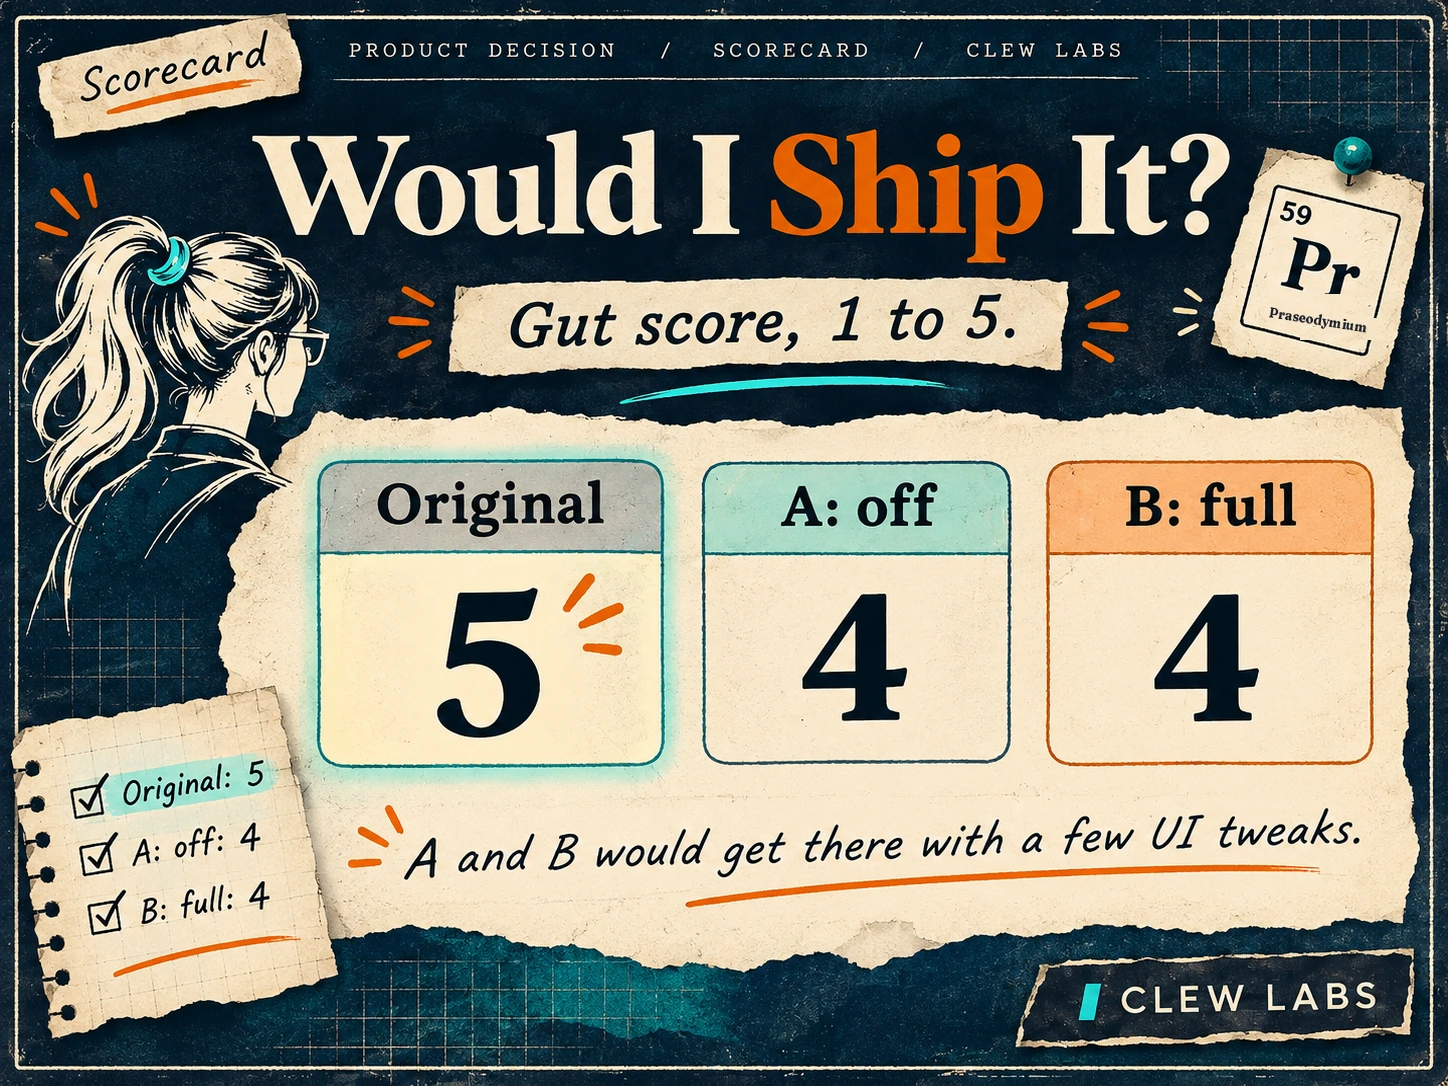 Scorecard
PRODUCT DECISION / SCORECARD / CLEW LABS
Would I Ship It?
59
Pr
Praseodymium
Gut score, 1 to 5.
Original
A: off
B: full
5
4
4
Original: 5
A: off: 4
B: full: 4
A and B would get there with a few UI tweaks.
CLEW LABS